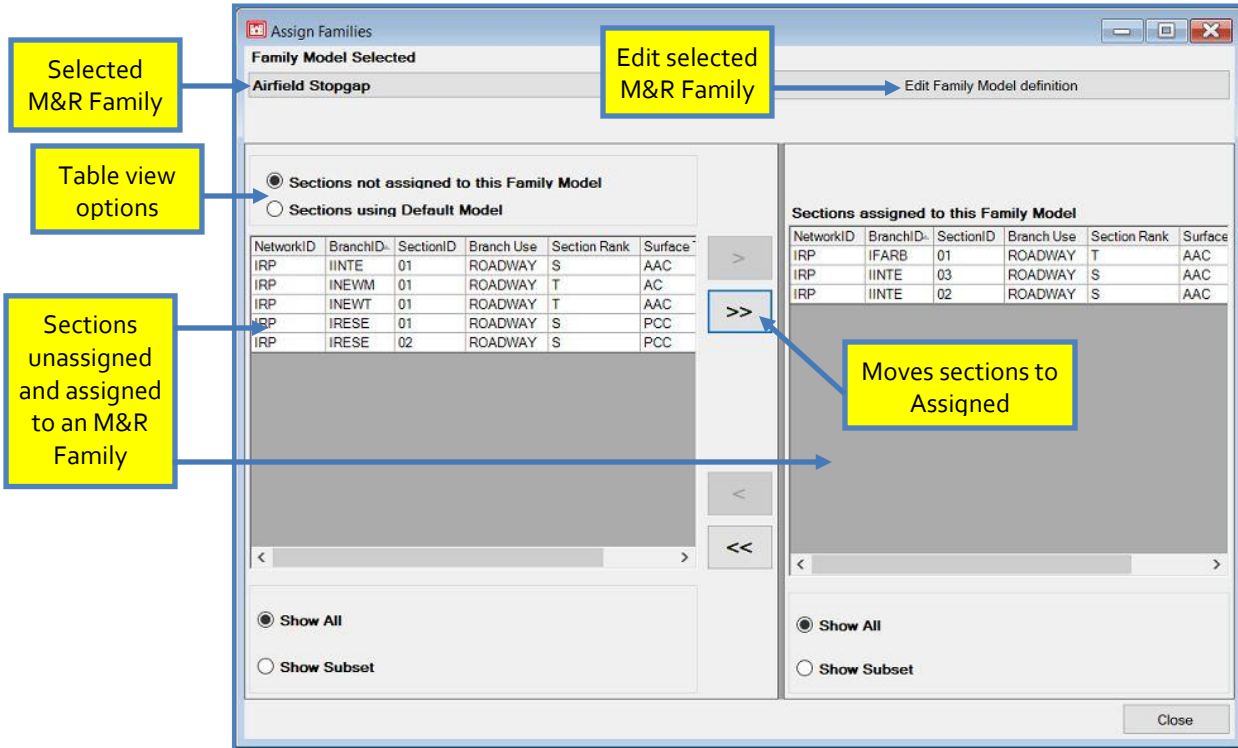 Assign Families
Family Model Selected
Airfield Stopgap
Edit Family Model definition
Selected
M&R Family
Edit selected
M&R Family
Table view
options
Sections not assigned to this Family Model
Sections using Default Model
NetworkID BranchID SectionID Branch Use Section Rank Surface
IRP IINTE 01 ROADWAY S AAC
IRP INEWM 01 ROADWAY T AC
IRP INEWT 01 ROADWAY T AAC
IRP IRESE 01 ROADWAY S PCC
IRP IRESE 02 ROADWAY S PCC
Sections
unassigned
and assigned
to an M&R
Family
>
>>
<
<<
Moves sections to
Assigned
Sections assigned to this Family Model
NetworkID BranchID SectionID Branch Use Section Rank Surface
IRP IFARB 01 ROADWAY T AAC
IRP IINTE 03 ROADWAY S AAC
IRP IINTE 02 ROADWAY S AAC
Show All
Show Subset
Show All
Show Subset
Close